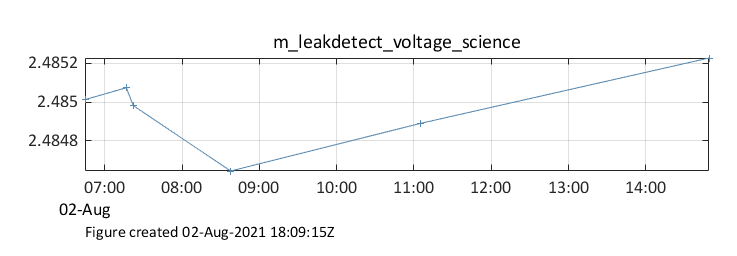 m_leakdetect_voltage_science
2.4852
2.485
2.4848
07:00 08:00 09:00 10:00 11:00 12:00 13:00 14:00
02-Aug
Figure created 02-Aug-2021 18:09:15Z